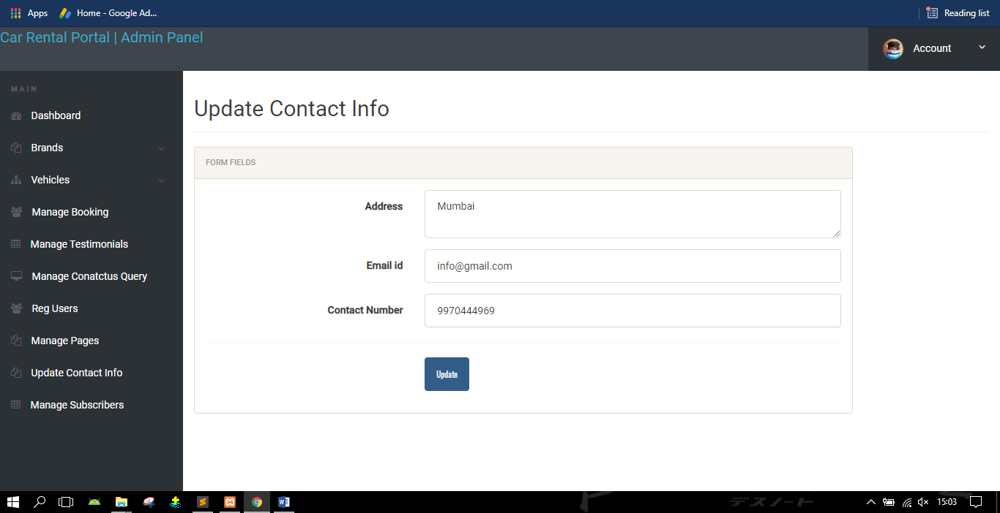 Apps
Home - Google Ad...
Reading list
Car Rental Portal | Admin Panel
Account
MAIN
Dashboard
Brands
Vehicles
Manage Booking
Manage Testimonials
Manage Conatctus Query
Reg Users
Manage Pages
Update Contact Info
Manage Subscribers
Update Contact Info
FORM FIELDS
Address
Mumbai
Email id
info@gmail.com
Contact Number
9970444969
Update
デスノート
15:03